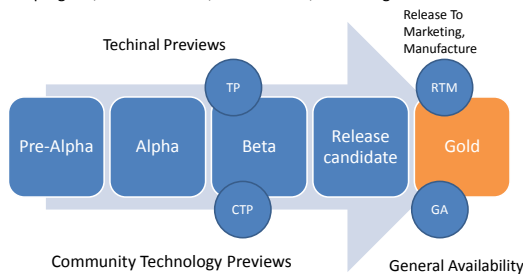 Release To
Marketing,
Manufacture
Techinal Previews
TP
RTM
Pre-Alpha
Alpha
Beta
Release
candidate
Gold
CTP
GA
Community Technology Previews
General Availability